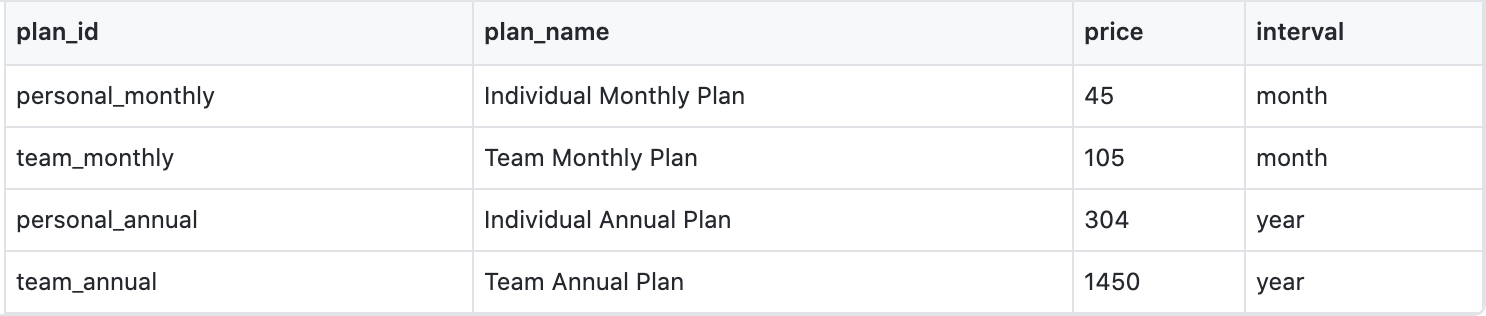 plan_id plan_name price interval
personal_monthly Individual Monthly Plan 45 month
team_monthly Team Monthly Plan 105 month
personal_annual Individual Annual Plan 304 year
team_annual Team Annual Plan 1450 year